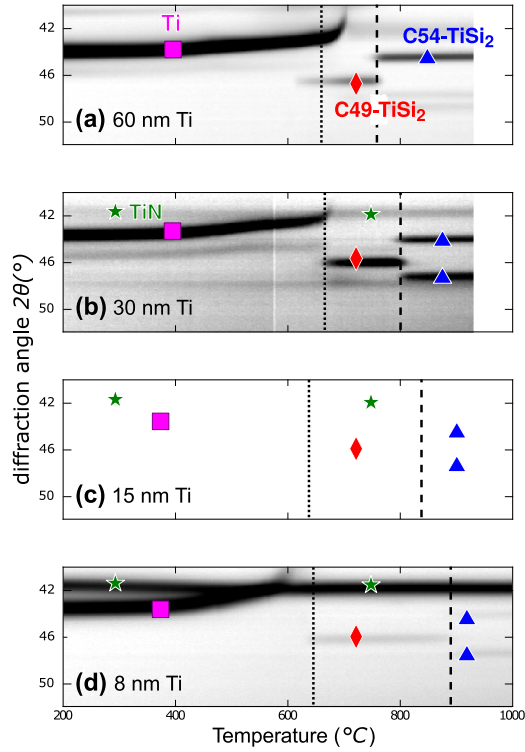 Ti
C54-TiSi2
C49-TiSi2
42
46
50
(a) 60 nm Ti
TiN
42
46
50
(b) 30 nm Ti
diffraction angle 2θ(°)
42
46
50
(c) 15 nm Ti
42
46
50
(d) 8 nm Ti
200 400 600 800 1000
Temperature (°C)